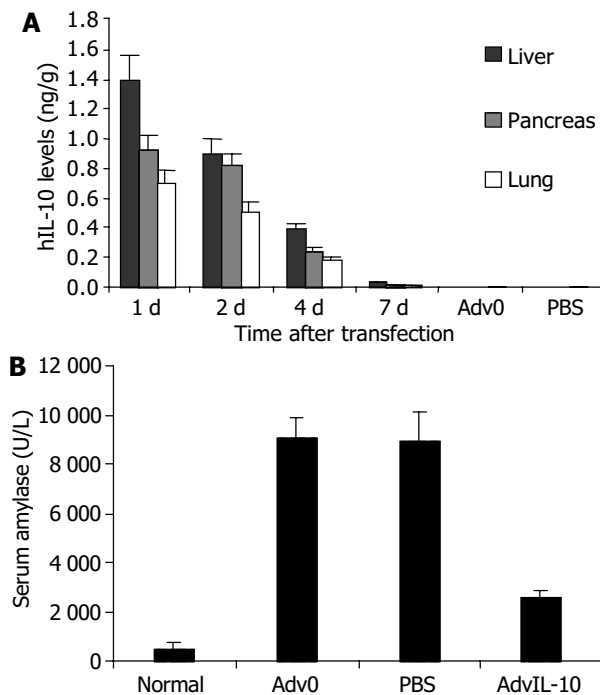 A
hIL-10 levels (ng/g)
1.8
1.6
1.4
1.2
1.0
0.8
0.6
0.4
0.2
0.0
1 d 2 d 4 d 7 d Adv0 PBS
Time after transfection
Liver
Pancreas
Lung
B
Serum amylase (U/L)
12 000
10 000
8 000
6 000
4 000
2 000
0
Normal Adv0 PBS AdvIL-10